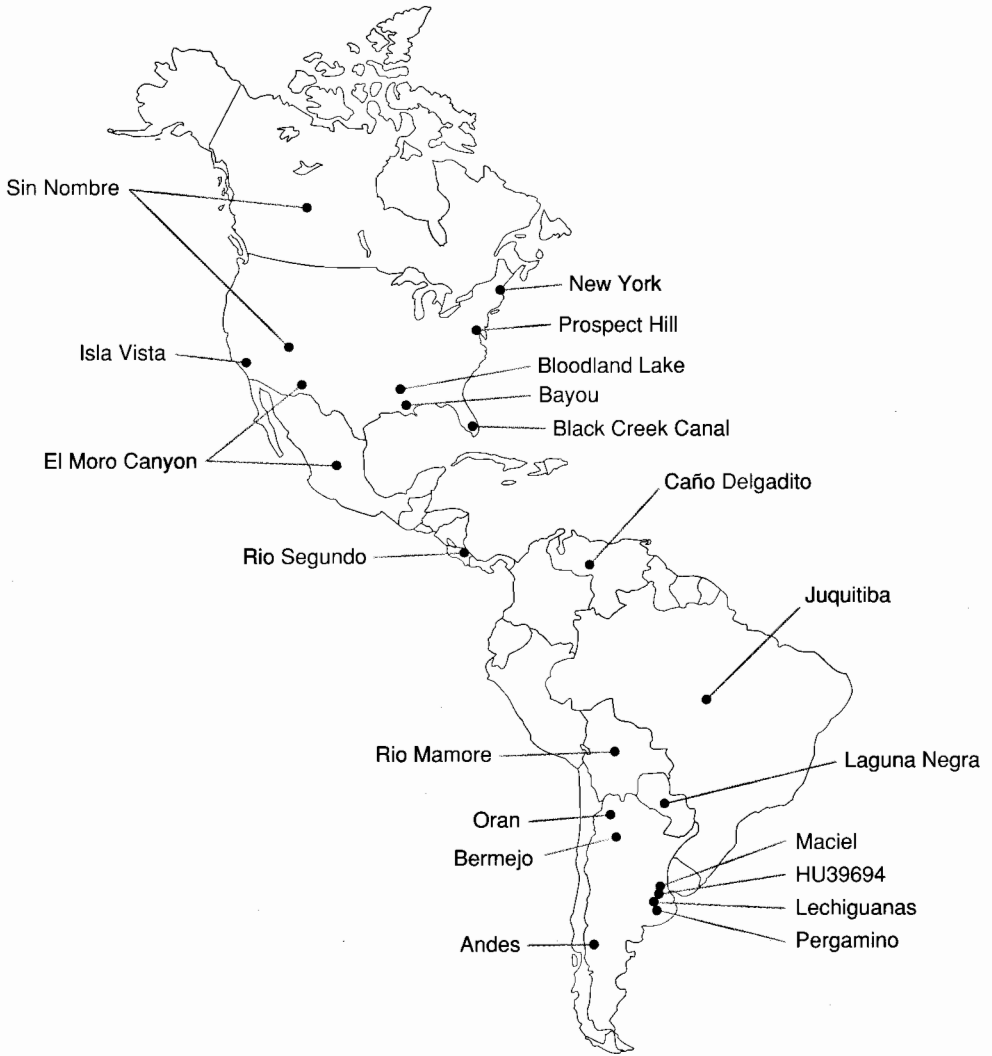 Sin Nombre
New York
Prospect Hill
Isla Vista
Bloodland Lake
Bayou
Black Creek Canal
El Moro Canyon
Caño Delgadito
Rio Segundo
Juquitiba
Rio Mamore
Laguna Negra
Oran
Maciel
Bermejo
HU39694
Lechiguanas
Pergamino
Andes